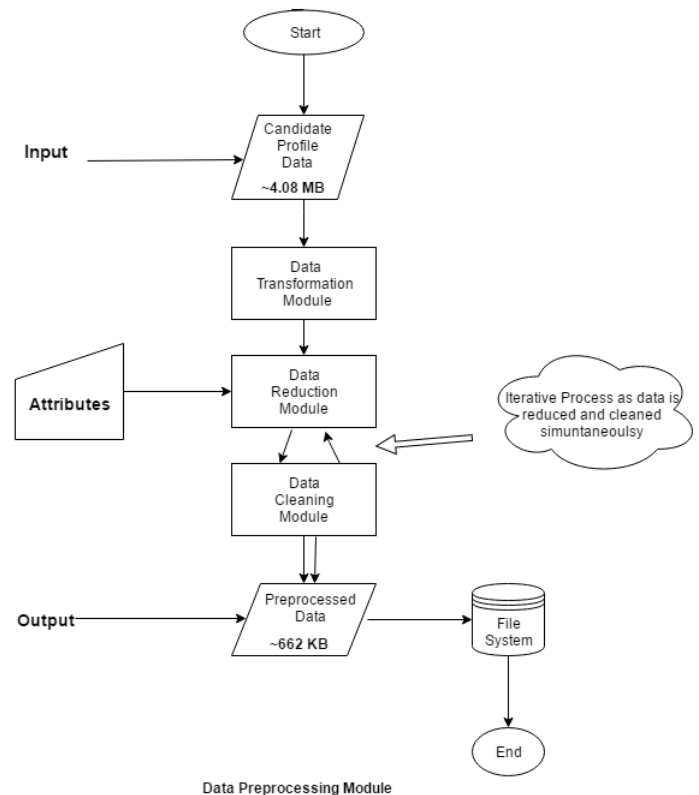 Start
Input
Candidate
Profile
Data
~4.08 MB
Data
Transformation
Module
Attributes
Data
Reduction
Module
Iterative Process as data is
reduced and cleaned
simuntaneoulsy
Data
Cleaning
Module
Output
Preprocessed
Data
~662 KB
File
System
End
Data Preprocessing Module